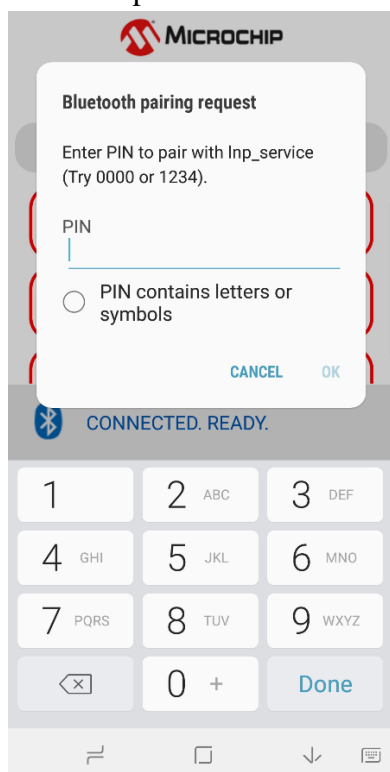 MICROCHIP
Bluetooth pairing request
Enter PIN to pair with Inp_service
(Try 0000 or 1234).
PIN
PIN contains letters or
symbols
CANCEL OK
CONNECTED. READY.
1 2 ABC 3 DEF
4 GHI 5 JKL 6 MNO
7 PQRS 8 TUV 9 WXYZ
0 + Done